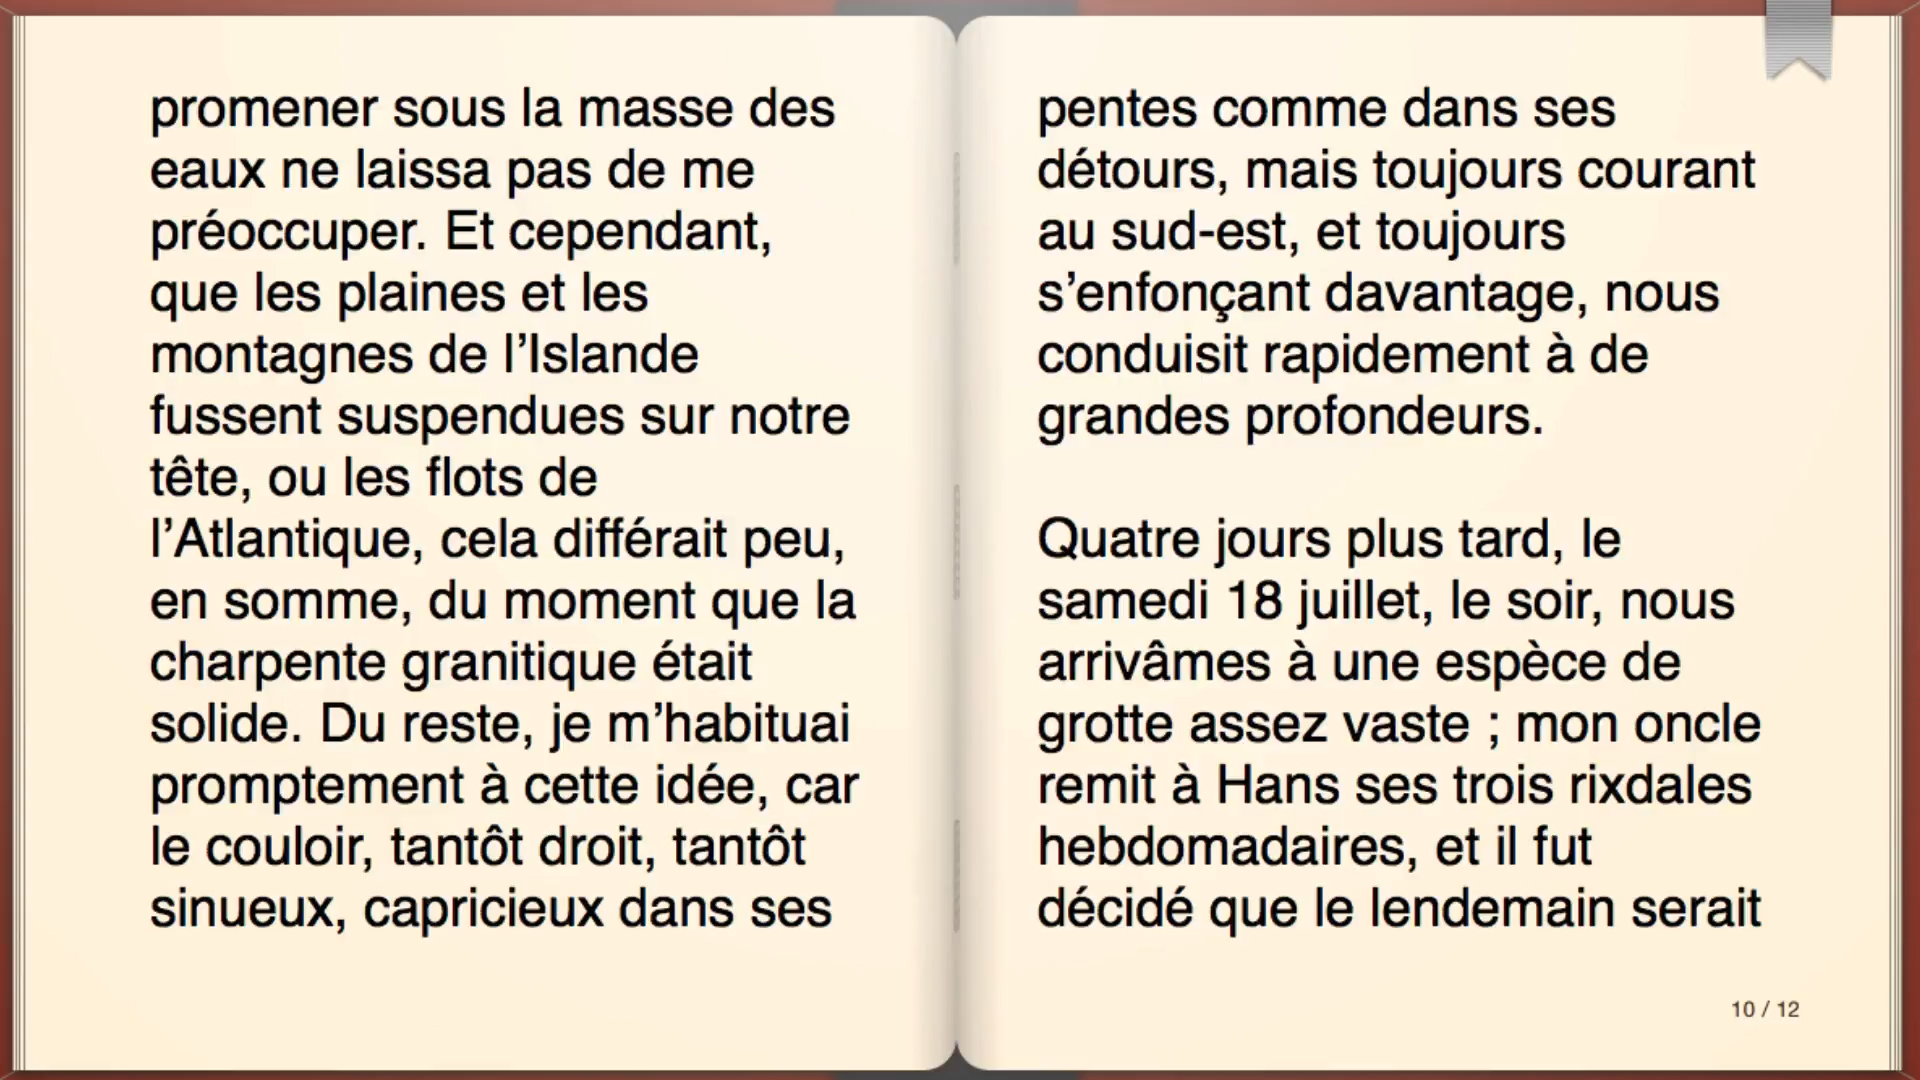 promener sous la masse des
eaux ne laissa pas de me
préoccuper. Et cependant,
que les plaines et les
montagnes de l’Islande
fussent suspendues sur notre
tête, ou les flots de
l’Atlantique, cela différait peu,
en somme, du moment que la
charpente granitique était
solide. Du reste, je m’habituai
promptement à cette idée, car
le couloir, tantôt droit, tantôt
sinueux, capricieux dans ses
pentes comme dans ses
détours, mais toujours courant
au sud-est, et toujours
s’enfonçant davantage, nous
conduisit rapidement à de
grandes profondeurs.
Quatre jours plus tard, le
samedi 18 juillet, le soir, nous
arrivâmes à une espèce de
grotte assez vaste ; mon oncle
remit à Hans ses trois rixdales
hebdomadaires, et il fut
décidé que le lendemain serait
10 / 12